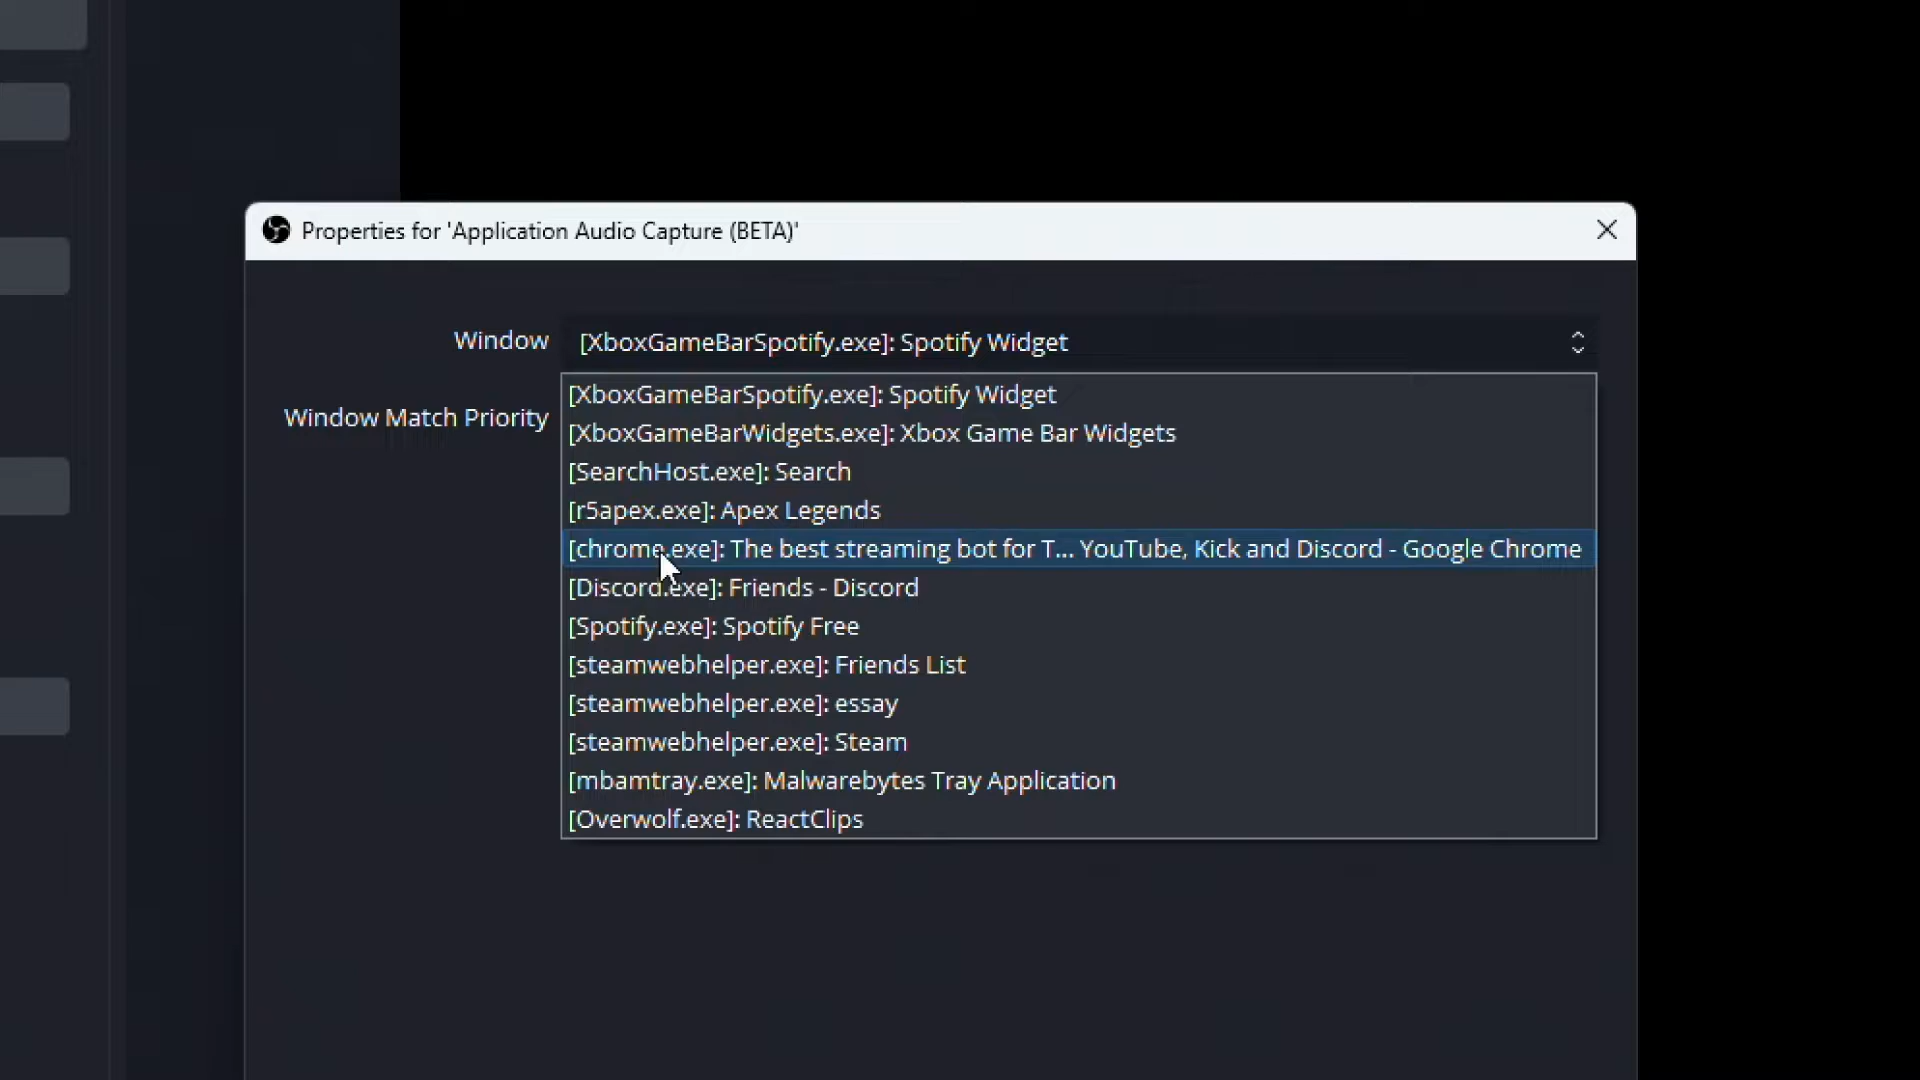 Properties for 'Application Audio Capture (BETA)'
Window
[XboxGameBarSpotify.exe]: Spotify Widget
Window Match Priority
[XboxGameBarSpotify.exe]: Spotify Widget
[XboxGameBarWidgets.exe]: Xbox Game Bar Widgets
[SearchHost.exe]: Search
[r5apex.exe]: Apex Legends
[chrome.exe]: The best streaming bot for T... YouTube, Kick and Discord - Google Chrome
[Discord.exe]: Friends - Discord
[Spotify.exe]: Spotify Free
[steamwebhelper.exe]: Friends List
[steamwebhelper.exe]: essay
[steamwebhelper.exe]: Steam
[mbamtray.exe]: Malwarebytes Tray Application
[Overwolf.exe]: ReactClips